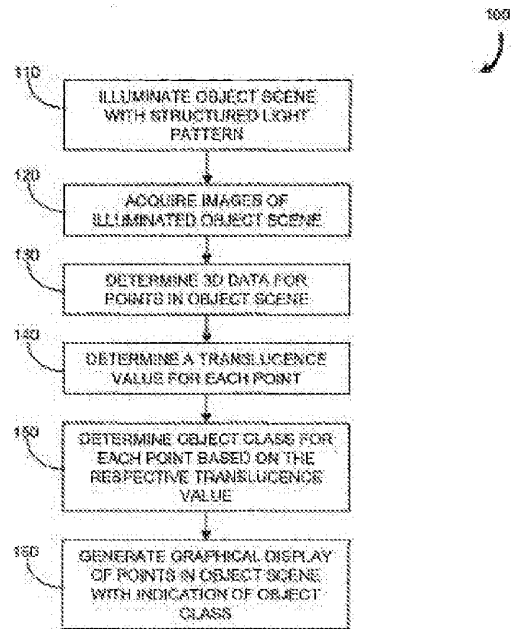 100
110
ILLUMINATE OBJECT SCENE
WITH STRUCTURED LIGHT
PATTERN
120
ACQUIRE IMAGES OF
ILLUMINATED OBJECT SCENE
130
DETERMINE 3D DATA FOR
POINTS IN OBJECT SCENE
140
DETERMINE A TRANSLUCENCE
VALUE FOR EACH POINT
150
DETERMINE OBJECT CLASS FOR
EACH POINT BASED ON THE
RESPECTIVE TRANSLUCENCE
VALUE
160
GENERATE GRAPHICAL DISPLAY
OF POINTS IN OBJECT SCENE
WITH INDICATION OF OBJECT
CLASS